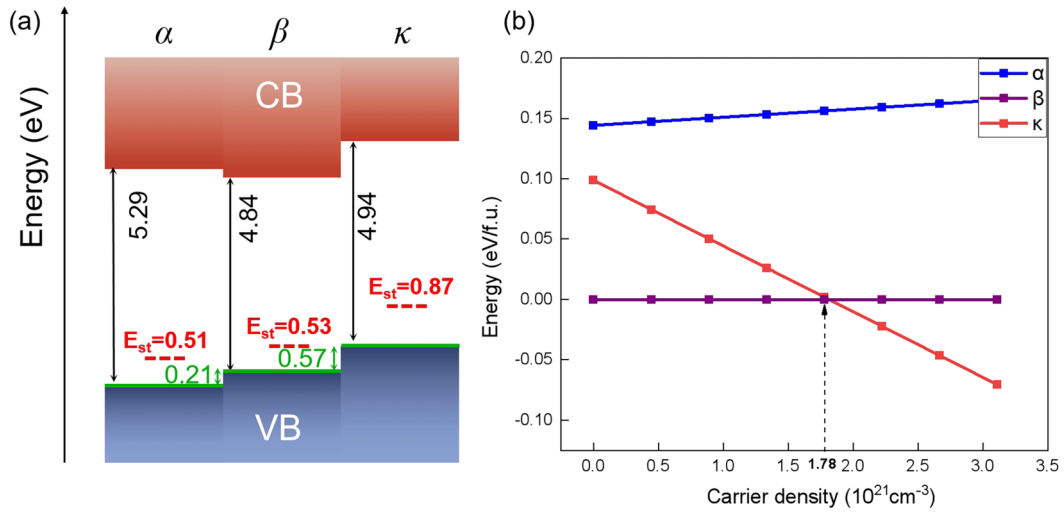 (a)
Energy (eV)
α β κ
CB
5.29
4.84
4.94
E_st=0.51
E_st=0.53
E_st=0.87
0.21
0.57
VB
(b)
Energy (eV/f.u.)
0.20
0.15
0.10
0.05
0.00
-0.05
-0.10
α
β
κ
0.0 0.5 1.0 1.5 1.78 2.0 2.5 3.0 3.5
Carrier density (10²¹cm⁻³)